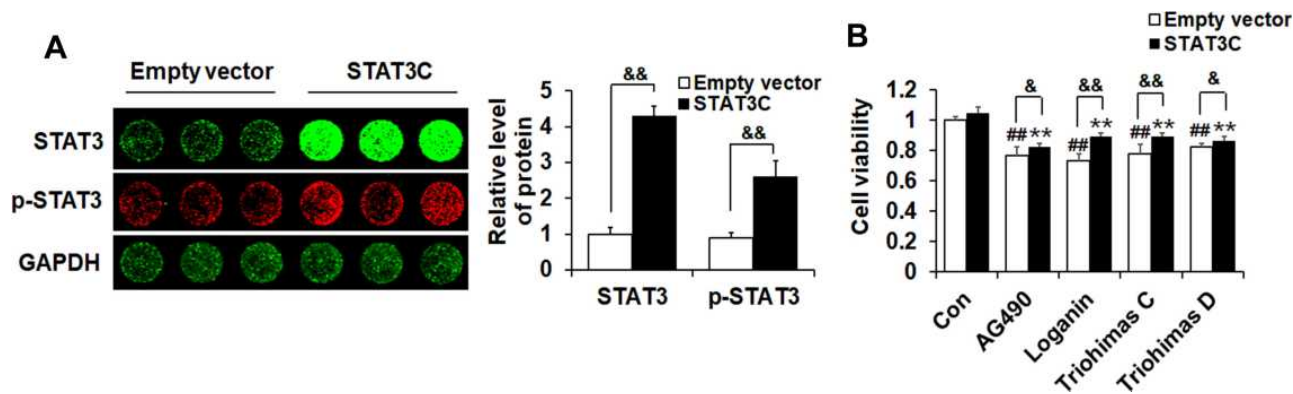 A
Empty vector STAT3C
STAT3
p-STAT3
GAPDH
Relative level
of protein
5
4
3
2
1
0
&&
&&
Empty vector
STAT3C
STAT3 p-STAT3
B
Empty vector
STAT3C
Cell viability
1.2
1
0.8
0.6
0.4
0.2
0
& && && &
## ** ## ** ## ** ## **
Con
AG490
Loganin
Triohimas C
Triohimas D